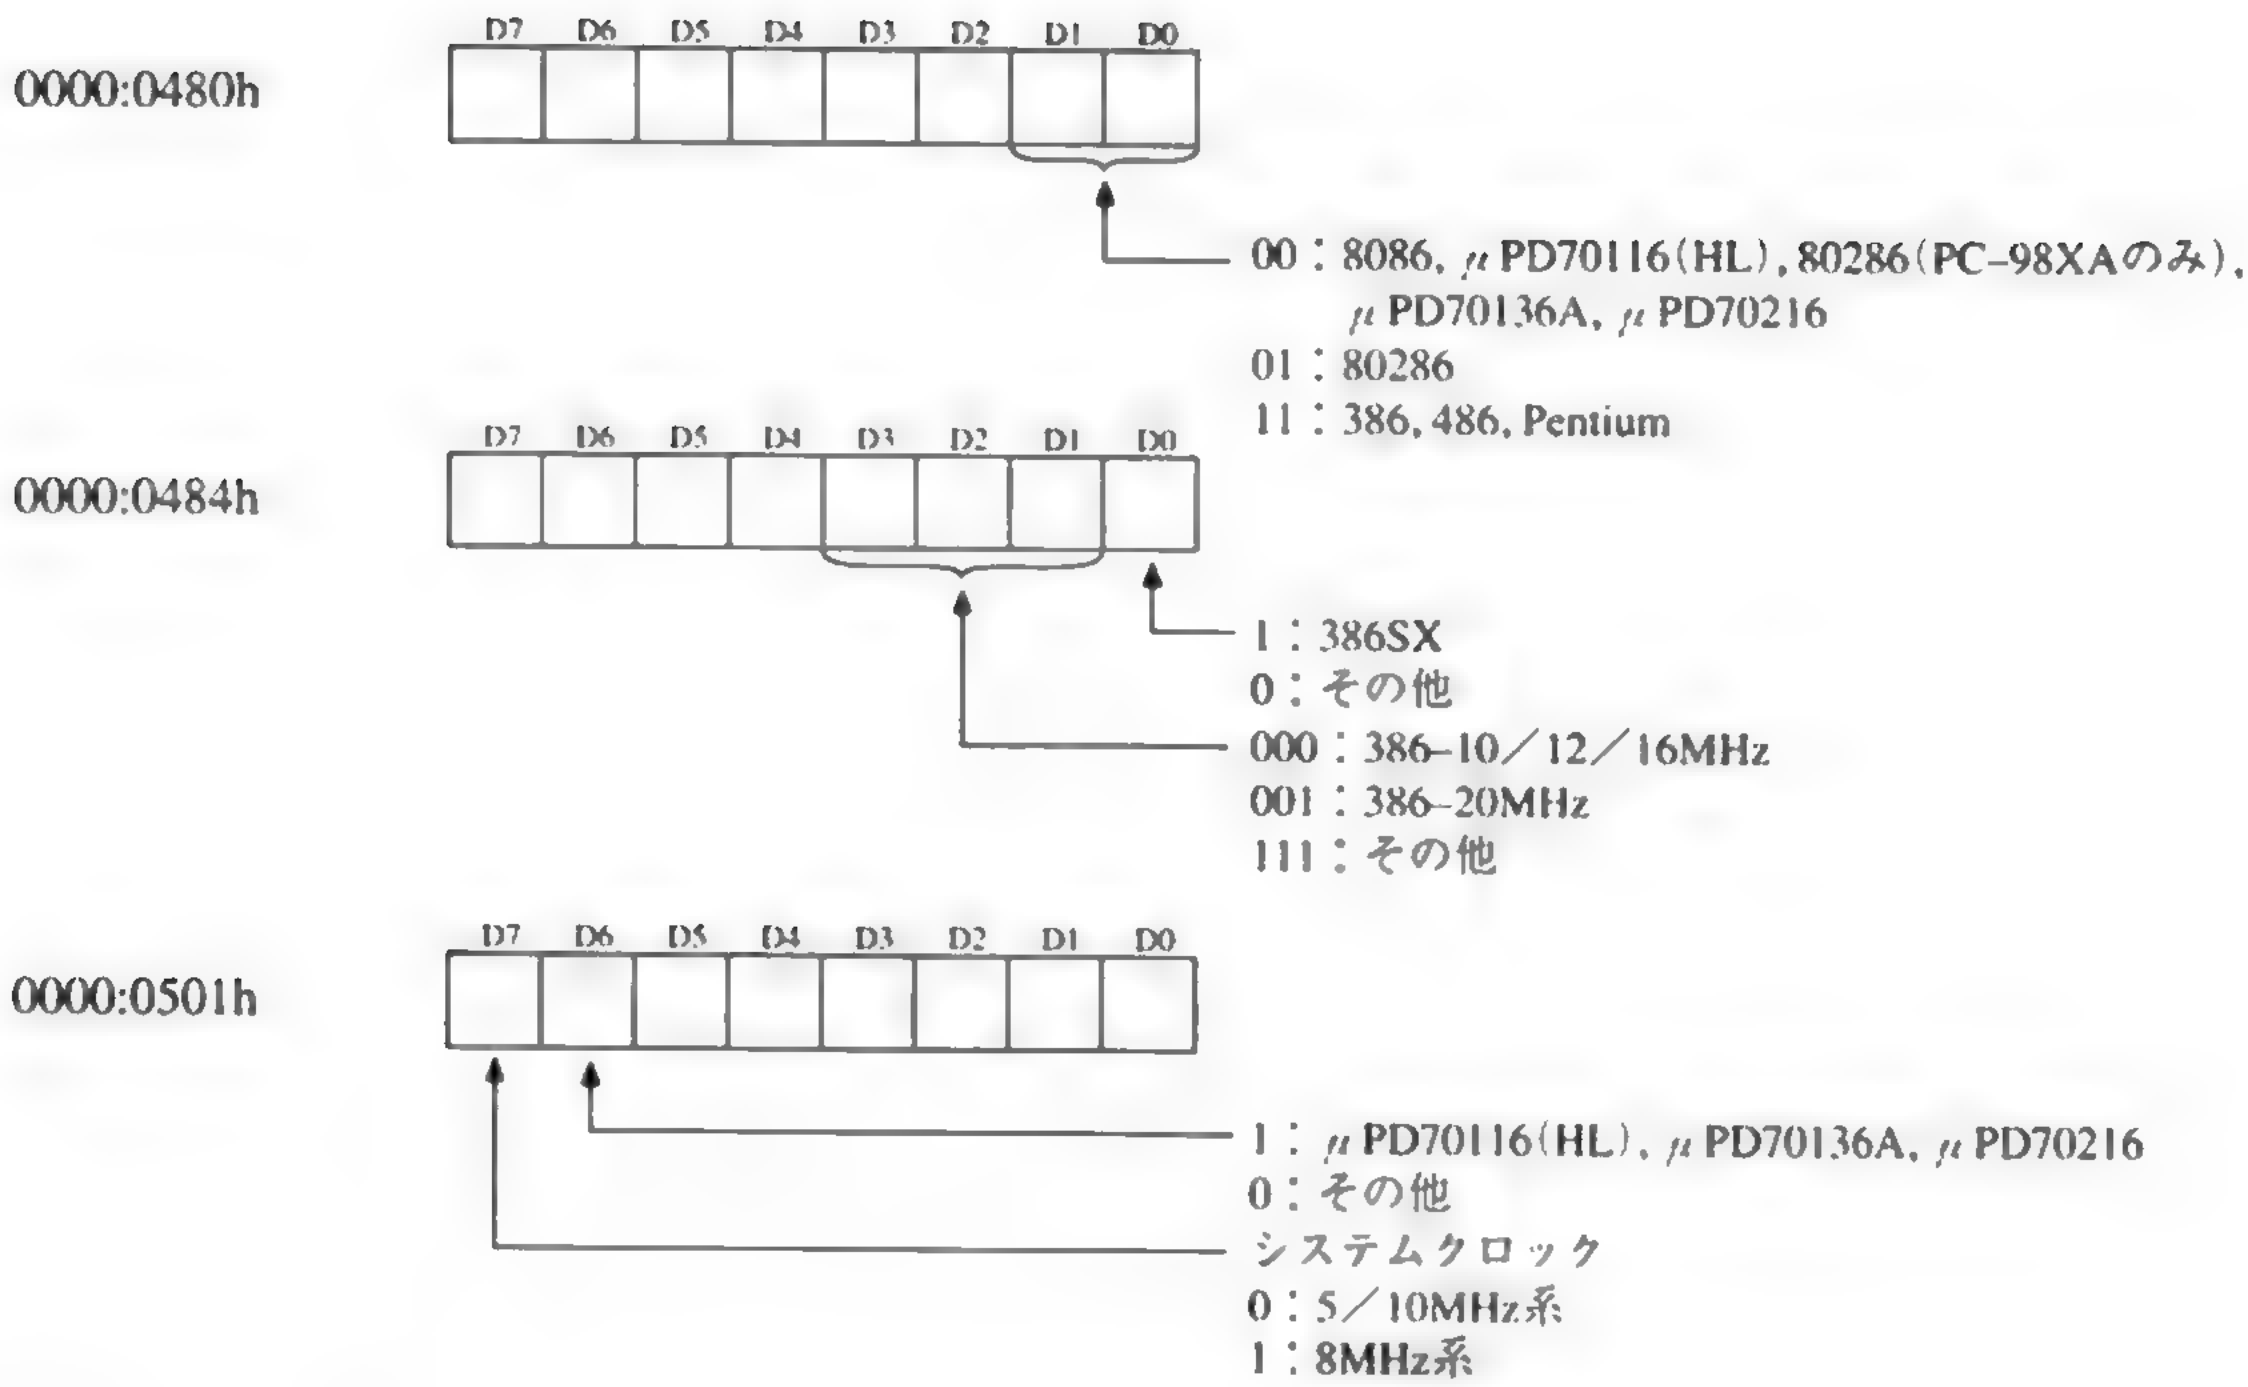 D7 D6 D5 D4 D3 D2 D1 D0
0000:0480h
00：8086, μPD70116(HL), 80286(PC-98XAのみ),
μPD70136A, μPD70216
01：80286
11：386, 486, Pentium
D7 D6 D5 D4 D3 D2 D1 D0
0000:0484h
1：386SX
0：その他
000：386-10／12／16MHz
001：386-20MHz
111：その他
D7 D6 D5 D4 D3 D2 D1 D0
0000:0501h
1：μPD70116(HL), μPD70136A, μPD70216
0：その他
システムクロック
0：5／10MHz系
1：8MHz系